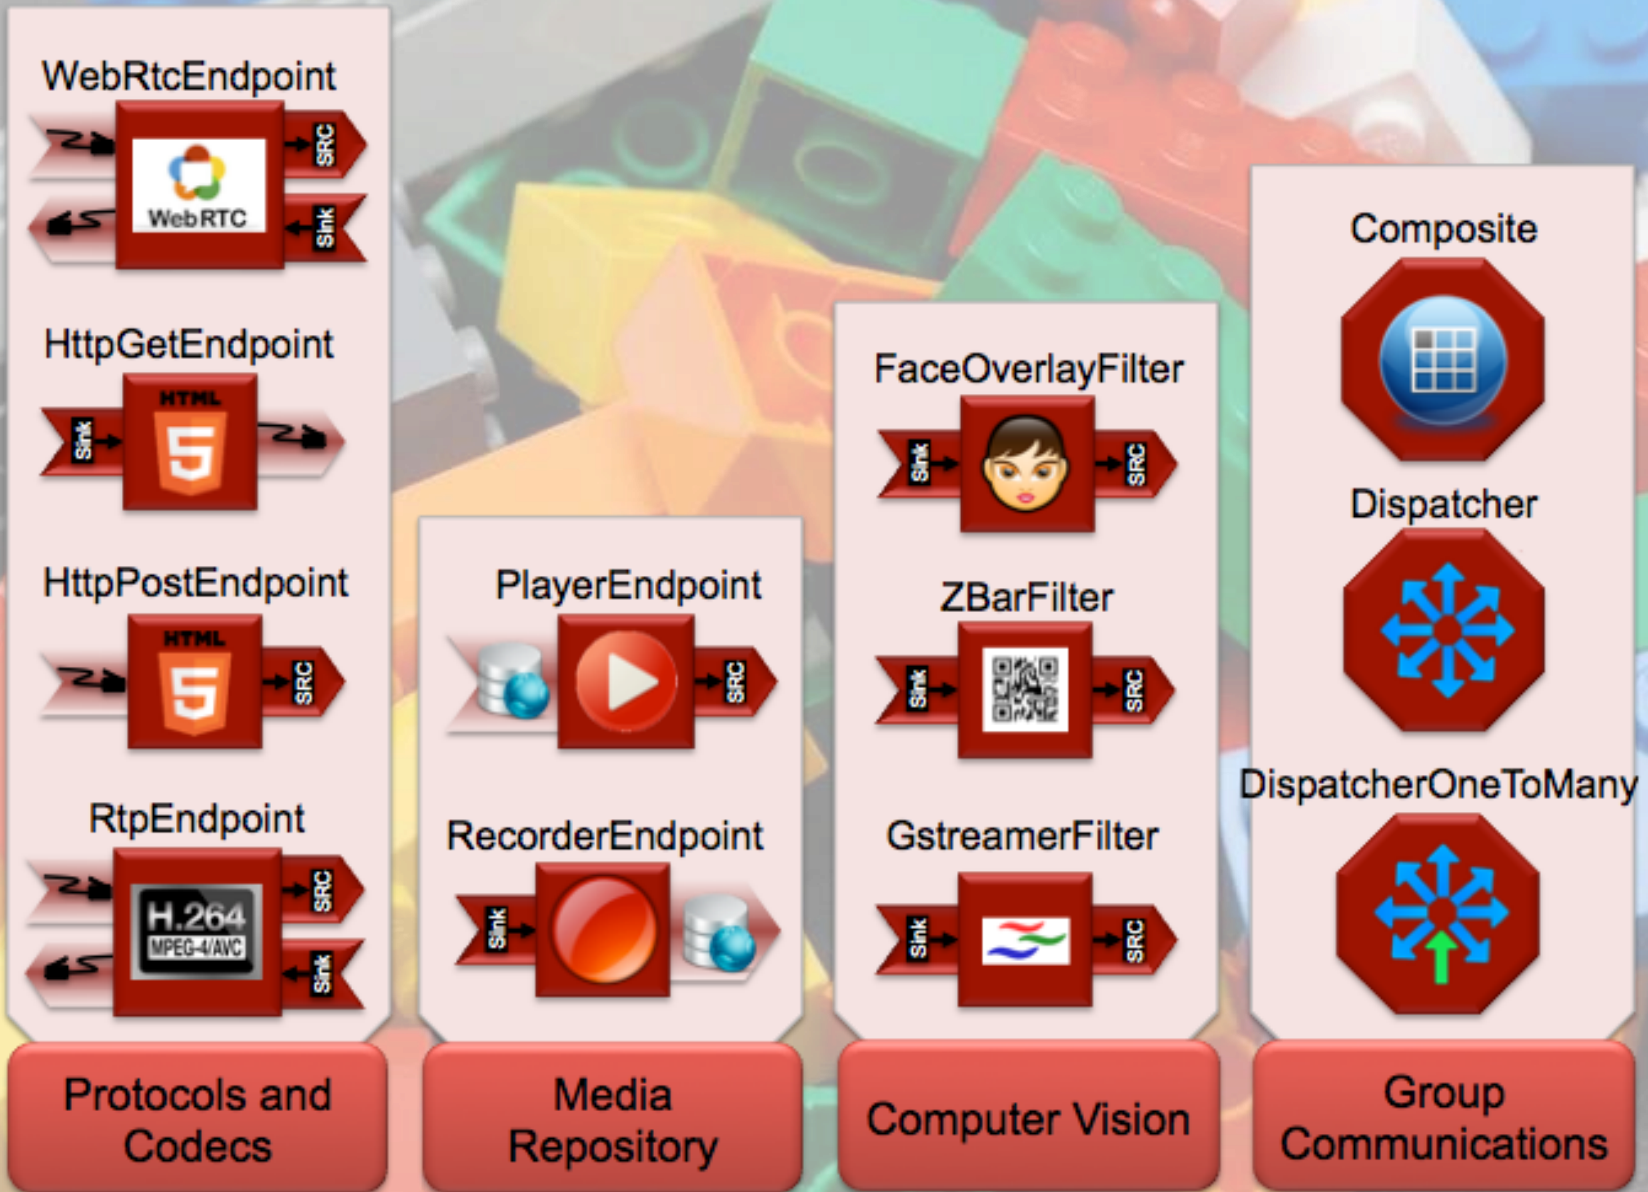 WebRtcEndpoint
SRC
WebRTC
Sink
HttpGetEndpoint
HTML
Sink
5
HttpPostEndpoint
HTML
5
SRC
RtpEndpoint
SRC
H.264
MPEG-4/AVC
Sink
Protocols and
Codecs
PlayerEndpoint
SRC
RecorderEndpoint
Sink
Media
Repository
FaceOverlayFilter
Sink
SRC
ZBarFilter
Sink
SRC
GstreamerFilter
Sink
SRC
Computer Vision
Composite
Dispatcher
DispatcherOneToMany
Group
Communications